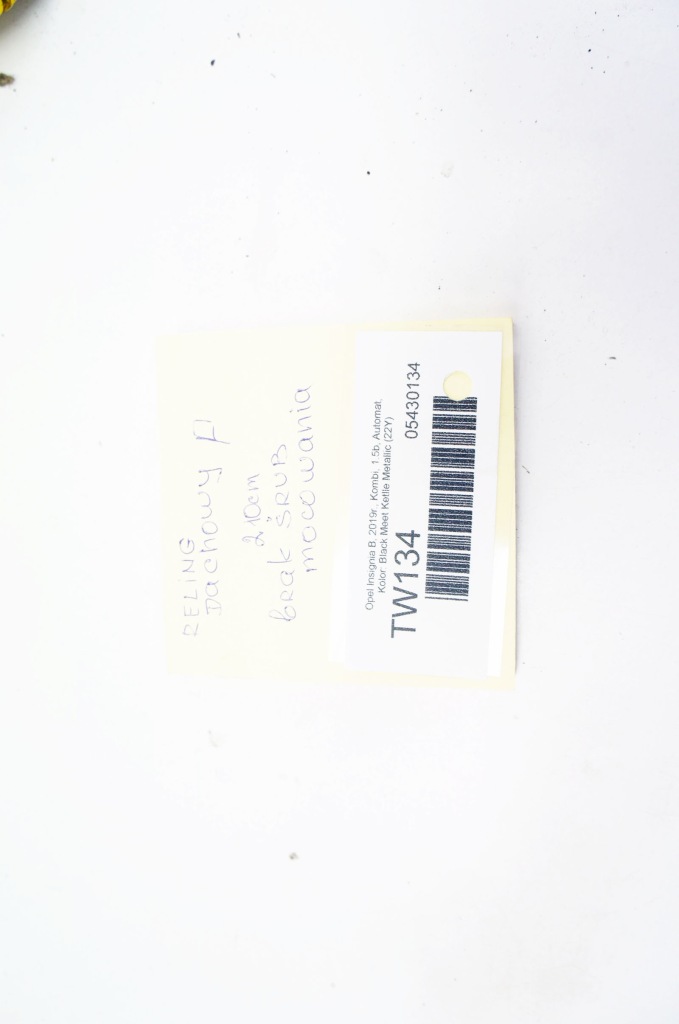 RELING
Dachowy P
210cm
brak ŚRUB
mocowania
Opel Insignia B, 2019r Kombi, 1.5b, Automat,
Kolor Black Meet Kettle Metallic (22Y)
TW134
05430134